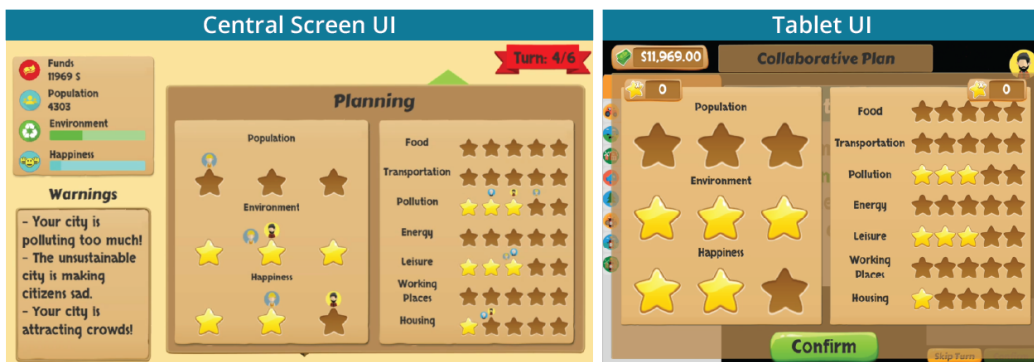 Central Screen UI
Funds
11969 $
Population
4303
Environment
Happiness
Warnings
- Your city is
polluting too much!
- The unsustainable
city is making
citizens sad.
- Your city is
attracting crowds!
Turn: 4/6
Planning
Population
Environment
Happiness
Food
Transportation
Pollution
Energy
Leisure
Working
Places
Housing
Tablet UI
$11,969.00
Collaborative Plan
0
0
Population
Environment
Happiness
Food
Transportation
Pollution
Energy
Leisure
Working
Places
Housing
Confirm
Skip Turn